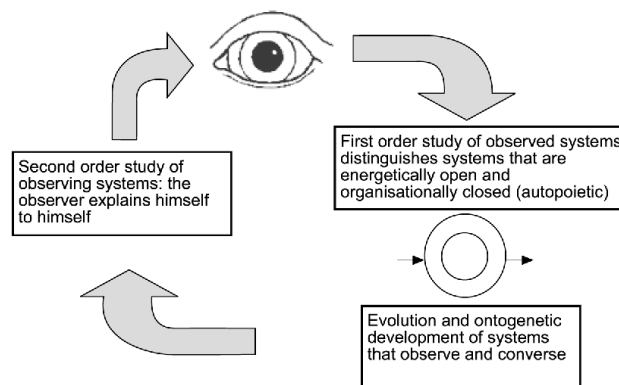 First order study of observed systems
distinguishes systems that are
energetically open and
organisationally closed (autopoietic)
Second order study of
observing systems: the
observer explains himself
to himself
Evolution and ontogenetic
development of systems
that observe and converse